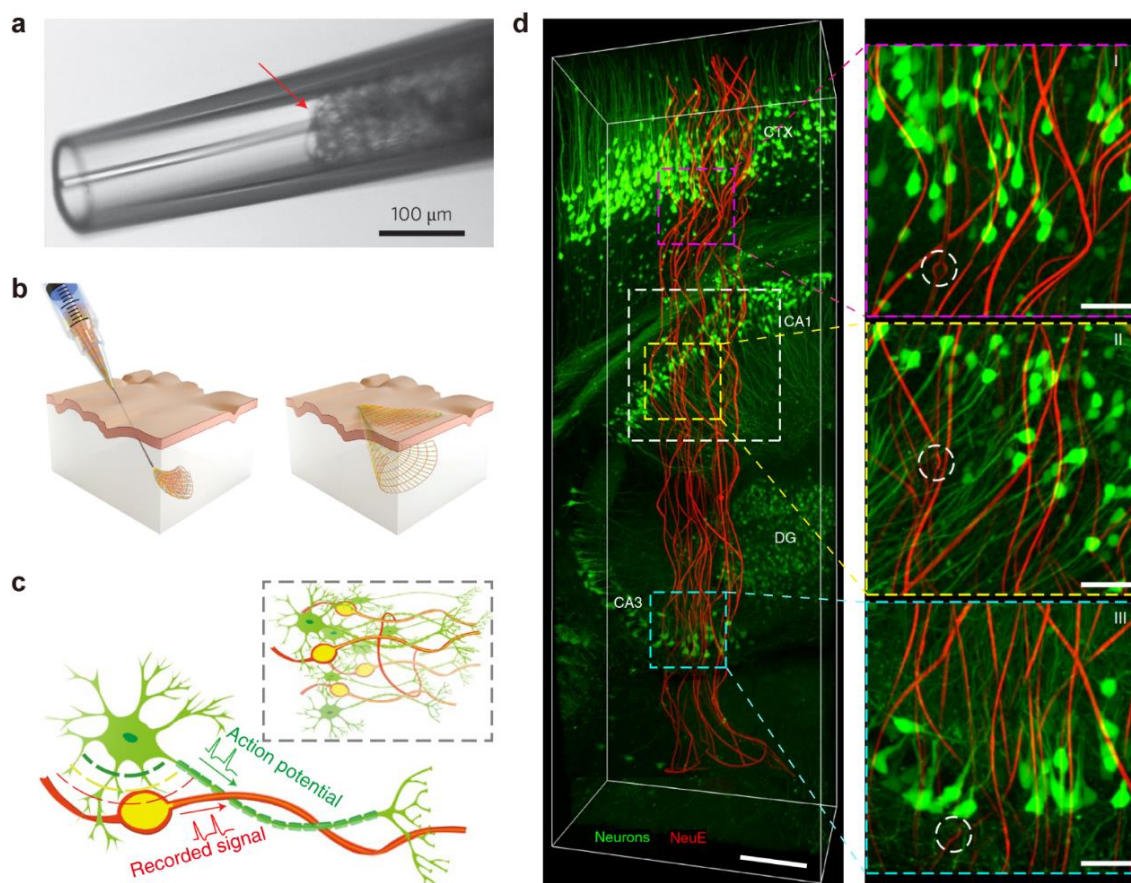 a
100 μm
b
c
Action potential
Recorded signal
d
CTX
CA1
DG
CA3
Neurons NeuE
I
II
III